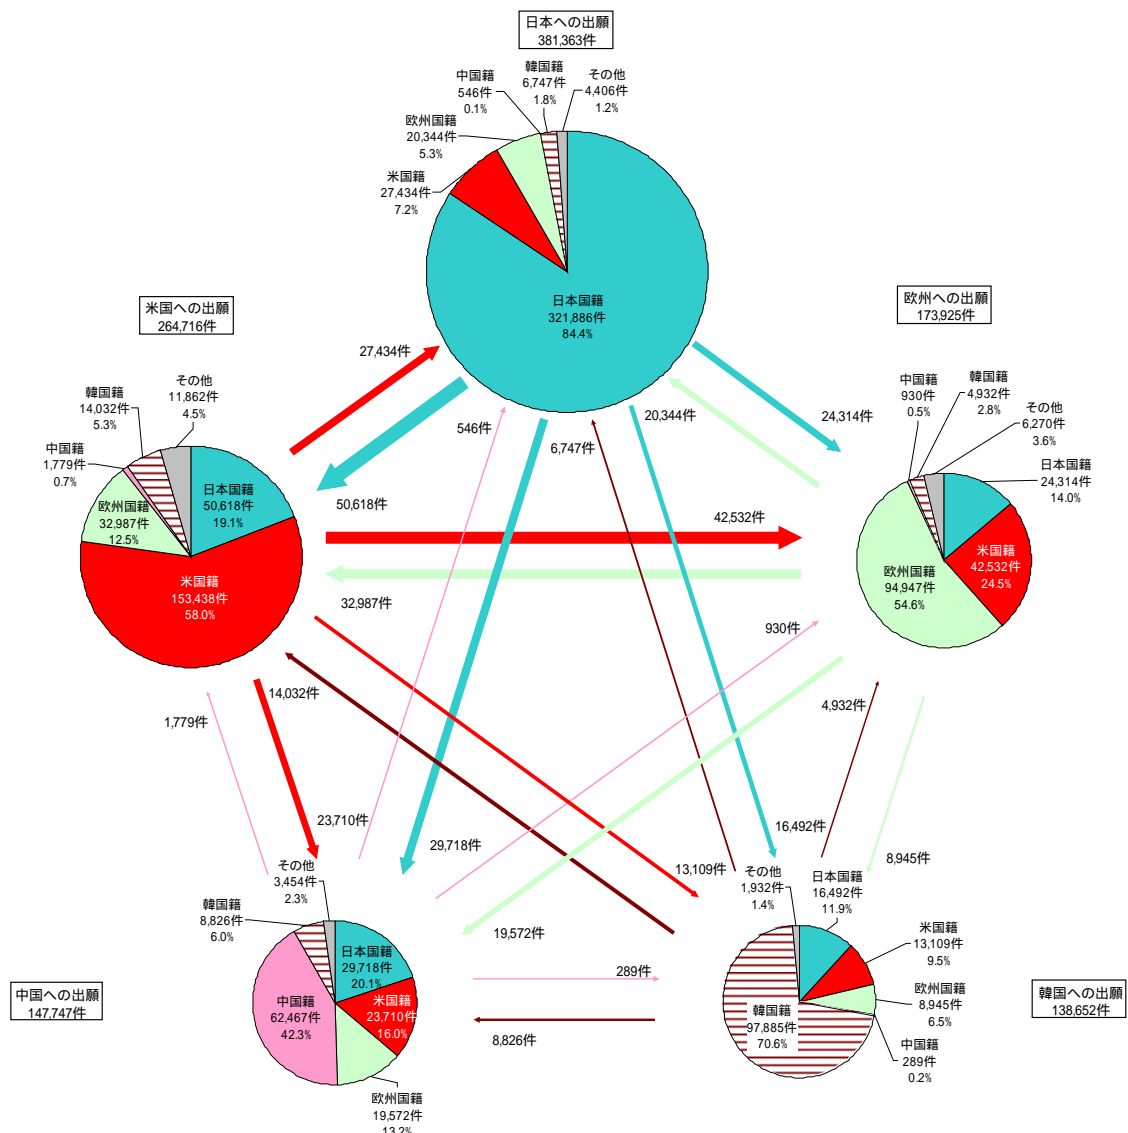 日本への出願
381,363件
中国籍
546件
0.1%
韓国籍
6,747件
1.8%
その他
4,406件
1.2%
欧州国籍
20,344件
5.3%
米国籍
27,434件
7.2%
日本国籍
321,886件
84.4%
米国への出願
264,716件
欧州への出願
173,925件
27,434件
50,618件
546件
6,747件
20,344件
24,314件
42,532件
32,987件
その他
11,862件
4.5%
韓国籍
14,032件
5.3%
中国籍
1,779件
0.7%
欧州国籍
32,987件
12.5%
日本国籍
50,618件
19.1%
米国籍
153,438件
58.0%
中国籍
930件
0.5%
韓国籍
4,932件
2.8%
その他
6,270件
3.6%
日本国籍
24,314件
14.0%
米国籍
42,532件
24.5%
欧州国籍
94,947件
54.6%
930件
14,032件
1,779件
4,932件
23,710件
29,718件
16,492件
13,109件
8,945件
19,572件
289件
8,826件
その他
3,454件
2.3%
韓国籍
8,826件
6.0%
日本国籍
29,718件
20.1%
中国籍
62,467件
42.3%
米国籍
23,710件
16.0%
欧州国籍
19,572件
13.2%
中国への出願
147,747件
その他
1,932件
1.4%
日本国籍
16,492件
11.9%
米国籍
13,109件
9.5%
欧州国籍
8,945件
6.5%
中国籍
289件
0.2%
韓国籍
97,885件
70.6%
韓国への出願
138,652件